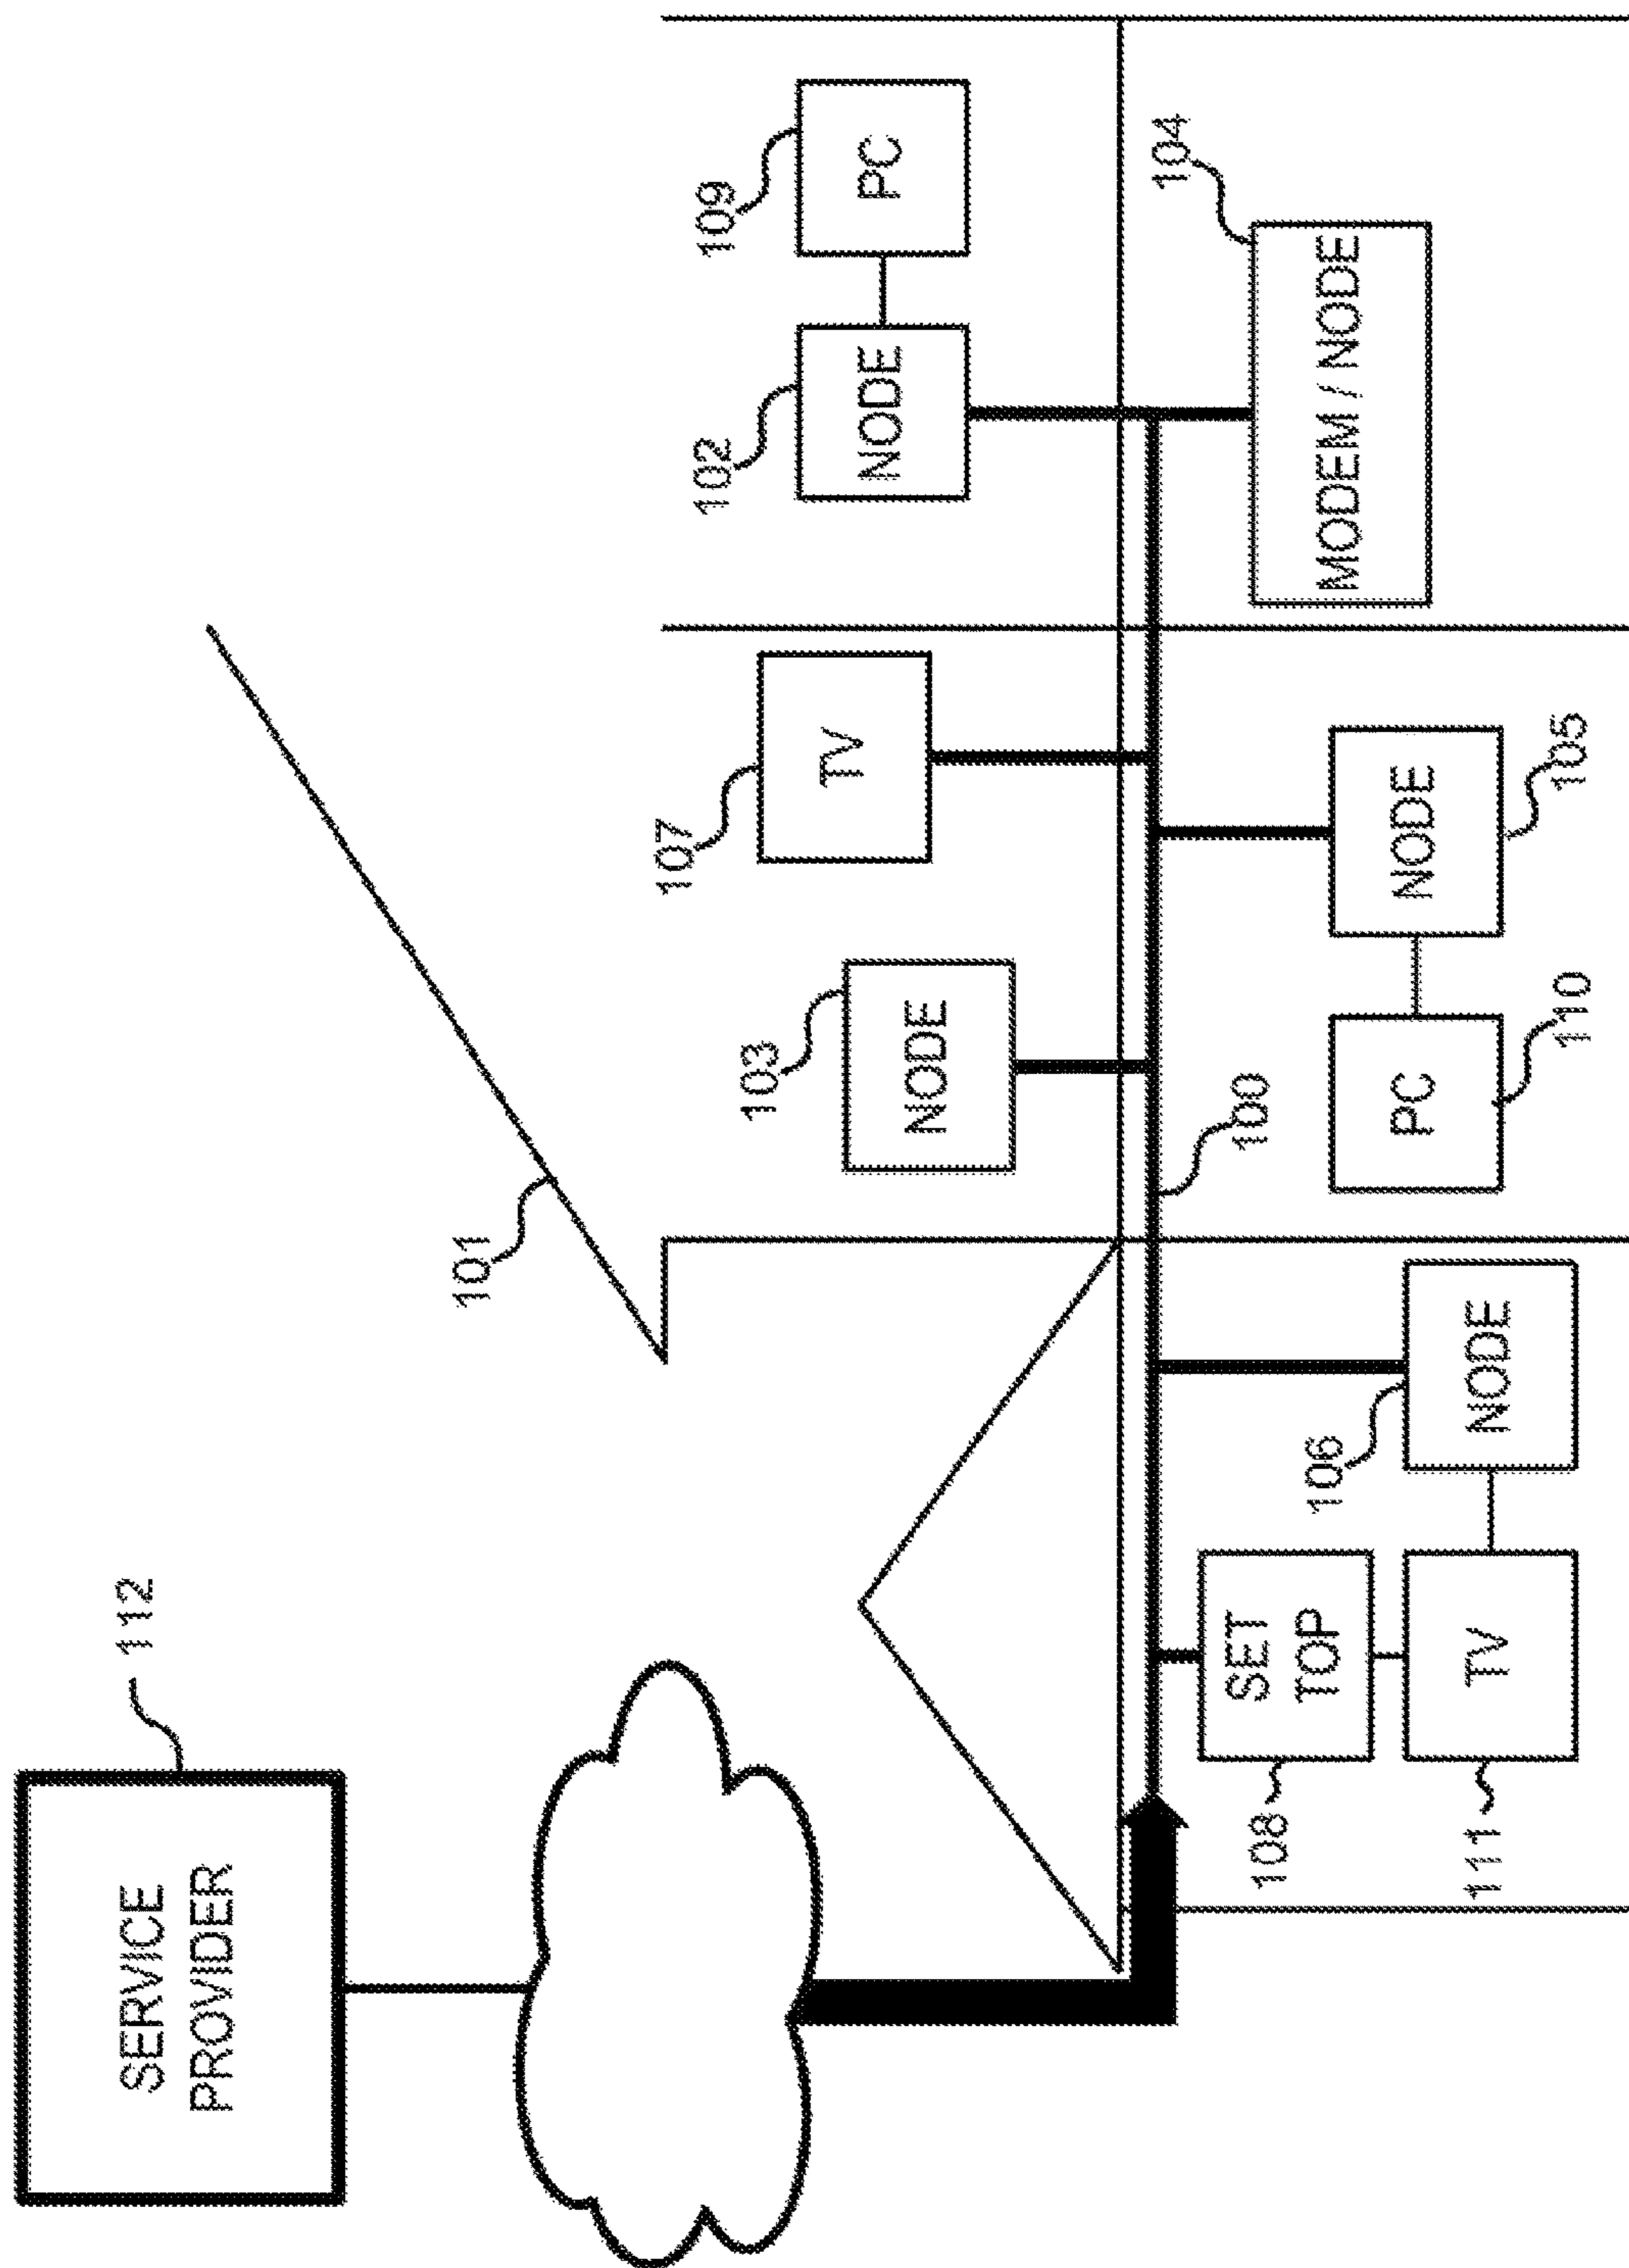 SERVICE
PROVIDER
112
101
103
NODE
107
TV
102
NODE
109
PC
100
108
SET
TOP
111
TV
106
NODE
PC
110
NODE
105
MODEM / NODE
104